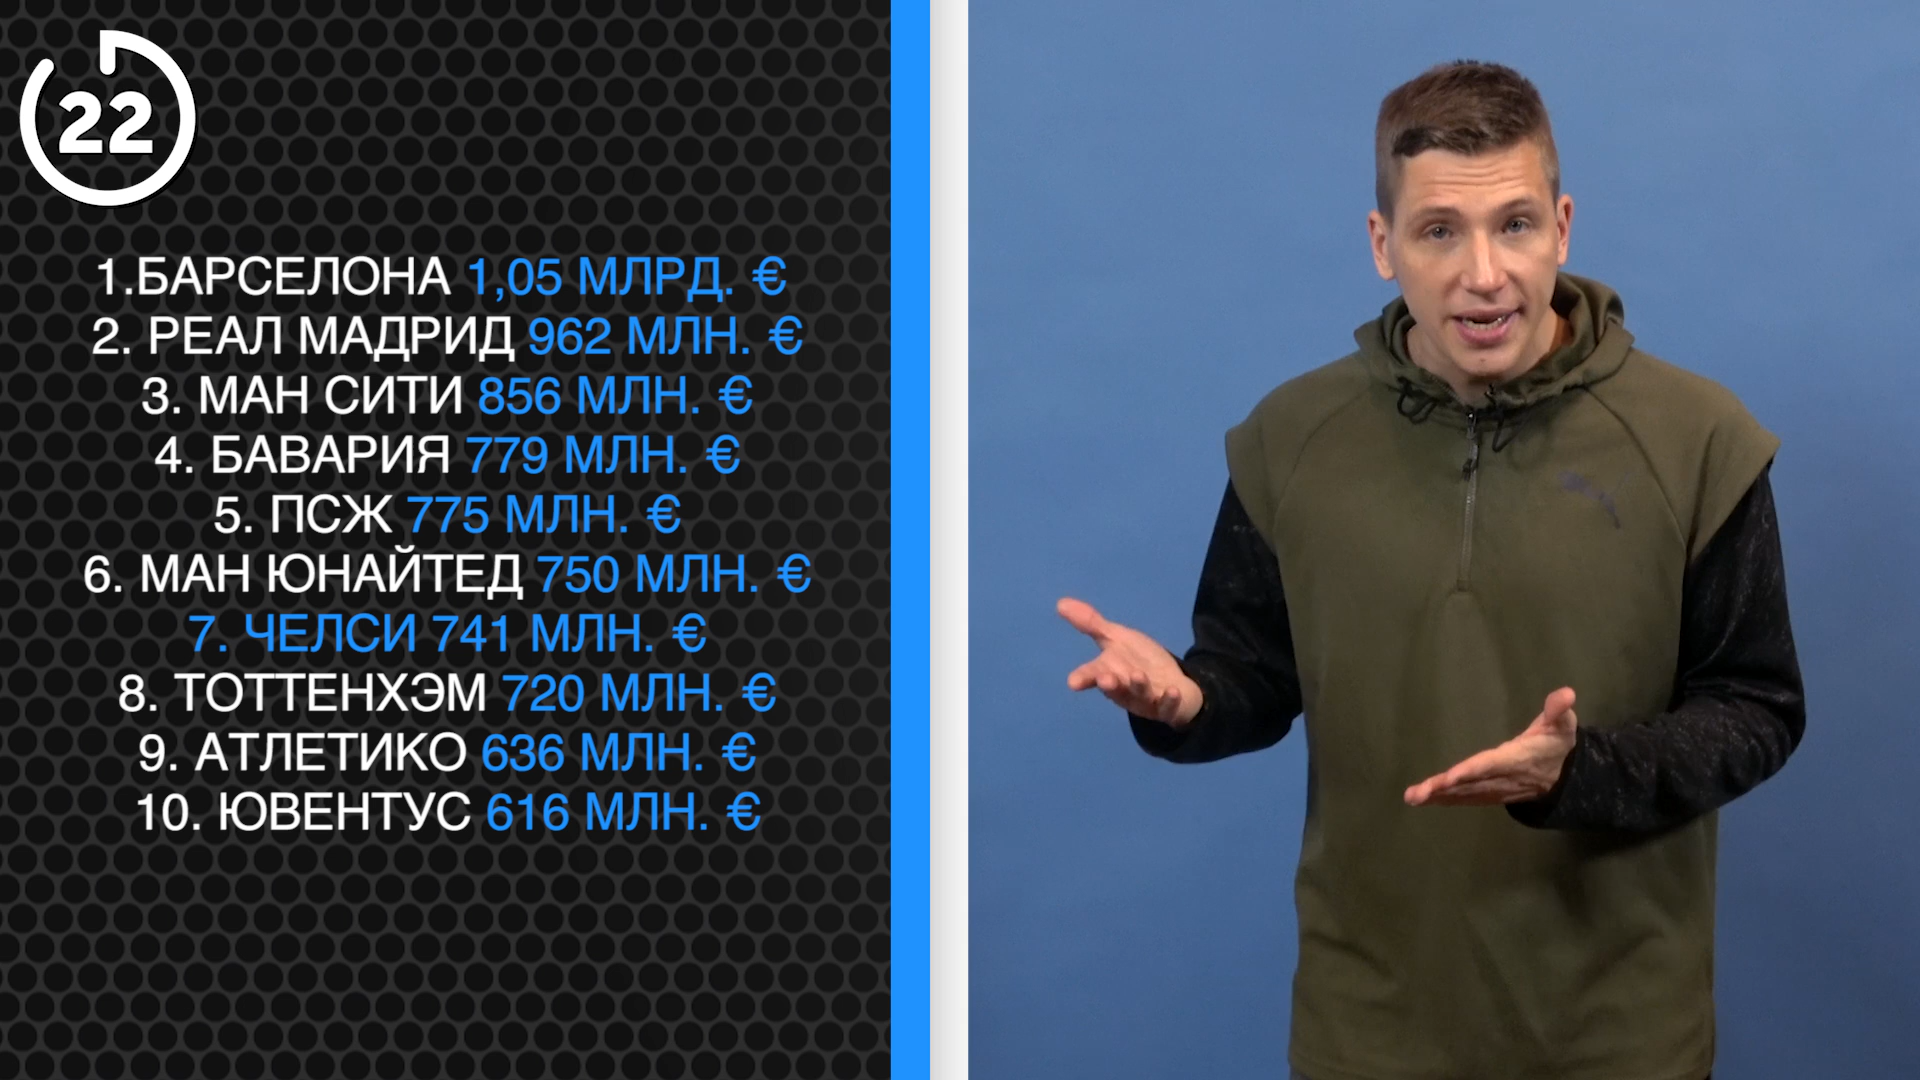 22
1.БАРСЕЛОНА 1,05 МЛРД. €
2. РЕАЛ МАДРИД 962 МЛН. €
3. МАН СИТИ 856 МЛН. €
4. БАВАРИЯ 779 МЛН. €
5. ПСЖ 775 МЛН. €
6. МАН ЮНАЙТЕД 750 МЛН. €
7. ЧЕЛСИ 741 МЛН. €
8. ТОТТЕНХЭМ 720 МЛН. €
9. АТЛЕТИКО 636 МЛН. €
10. ЮВЕНТУС 616 МЛН. €